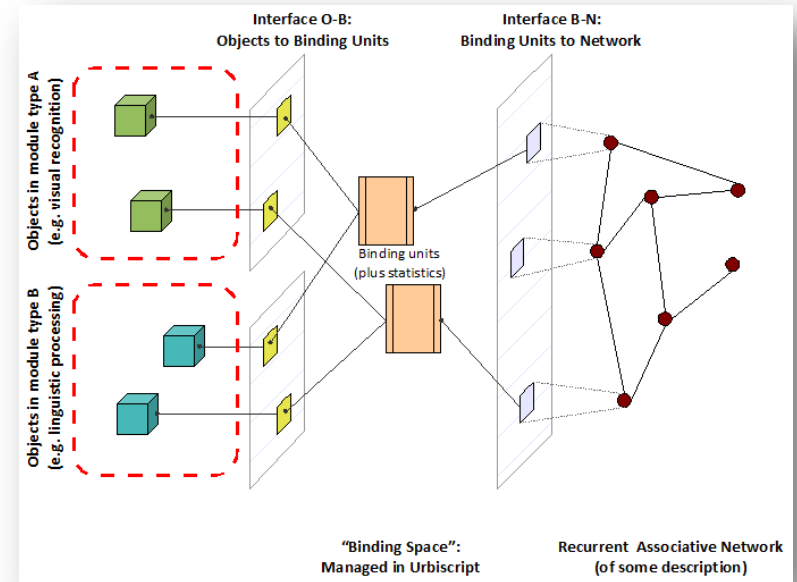 Interface O-B:
Objects to Binding Units
Interface B-N:
Binding Units to Network
Objects in module type A
(e.g. visual recognition)
Binding units
(plus statistics)
Objects in module type B
(e.g. linguistic processing)
“Binding Space”:
Managed in Urbiscript
Recurrent Associative Network
(of some description)